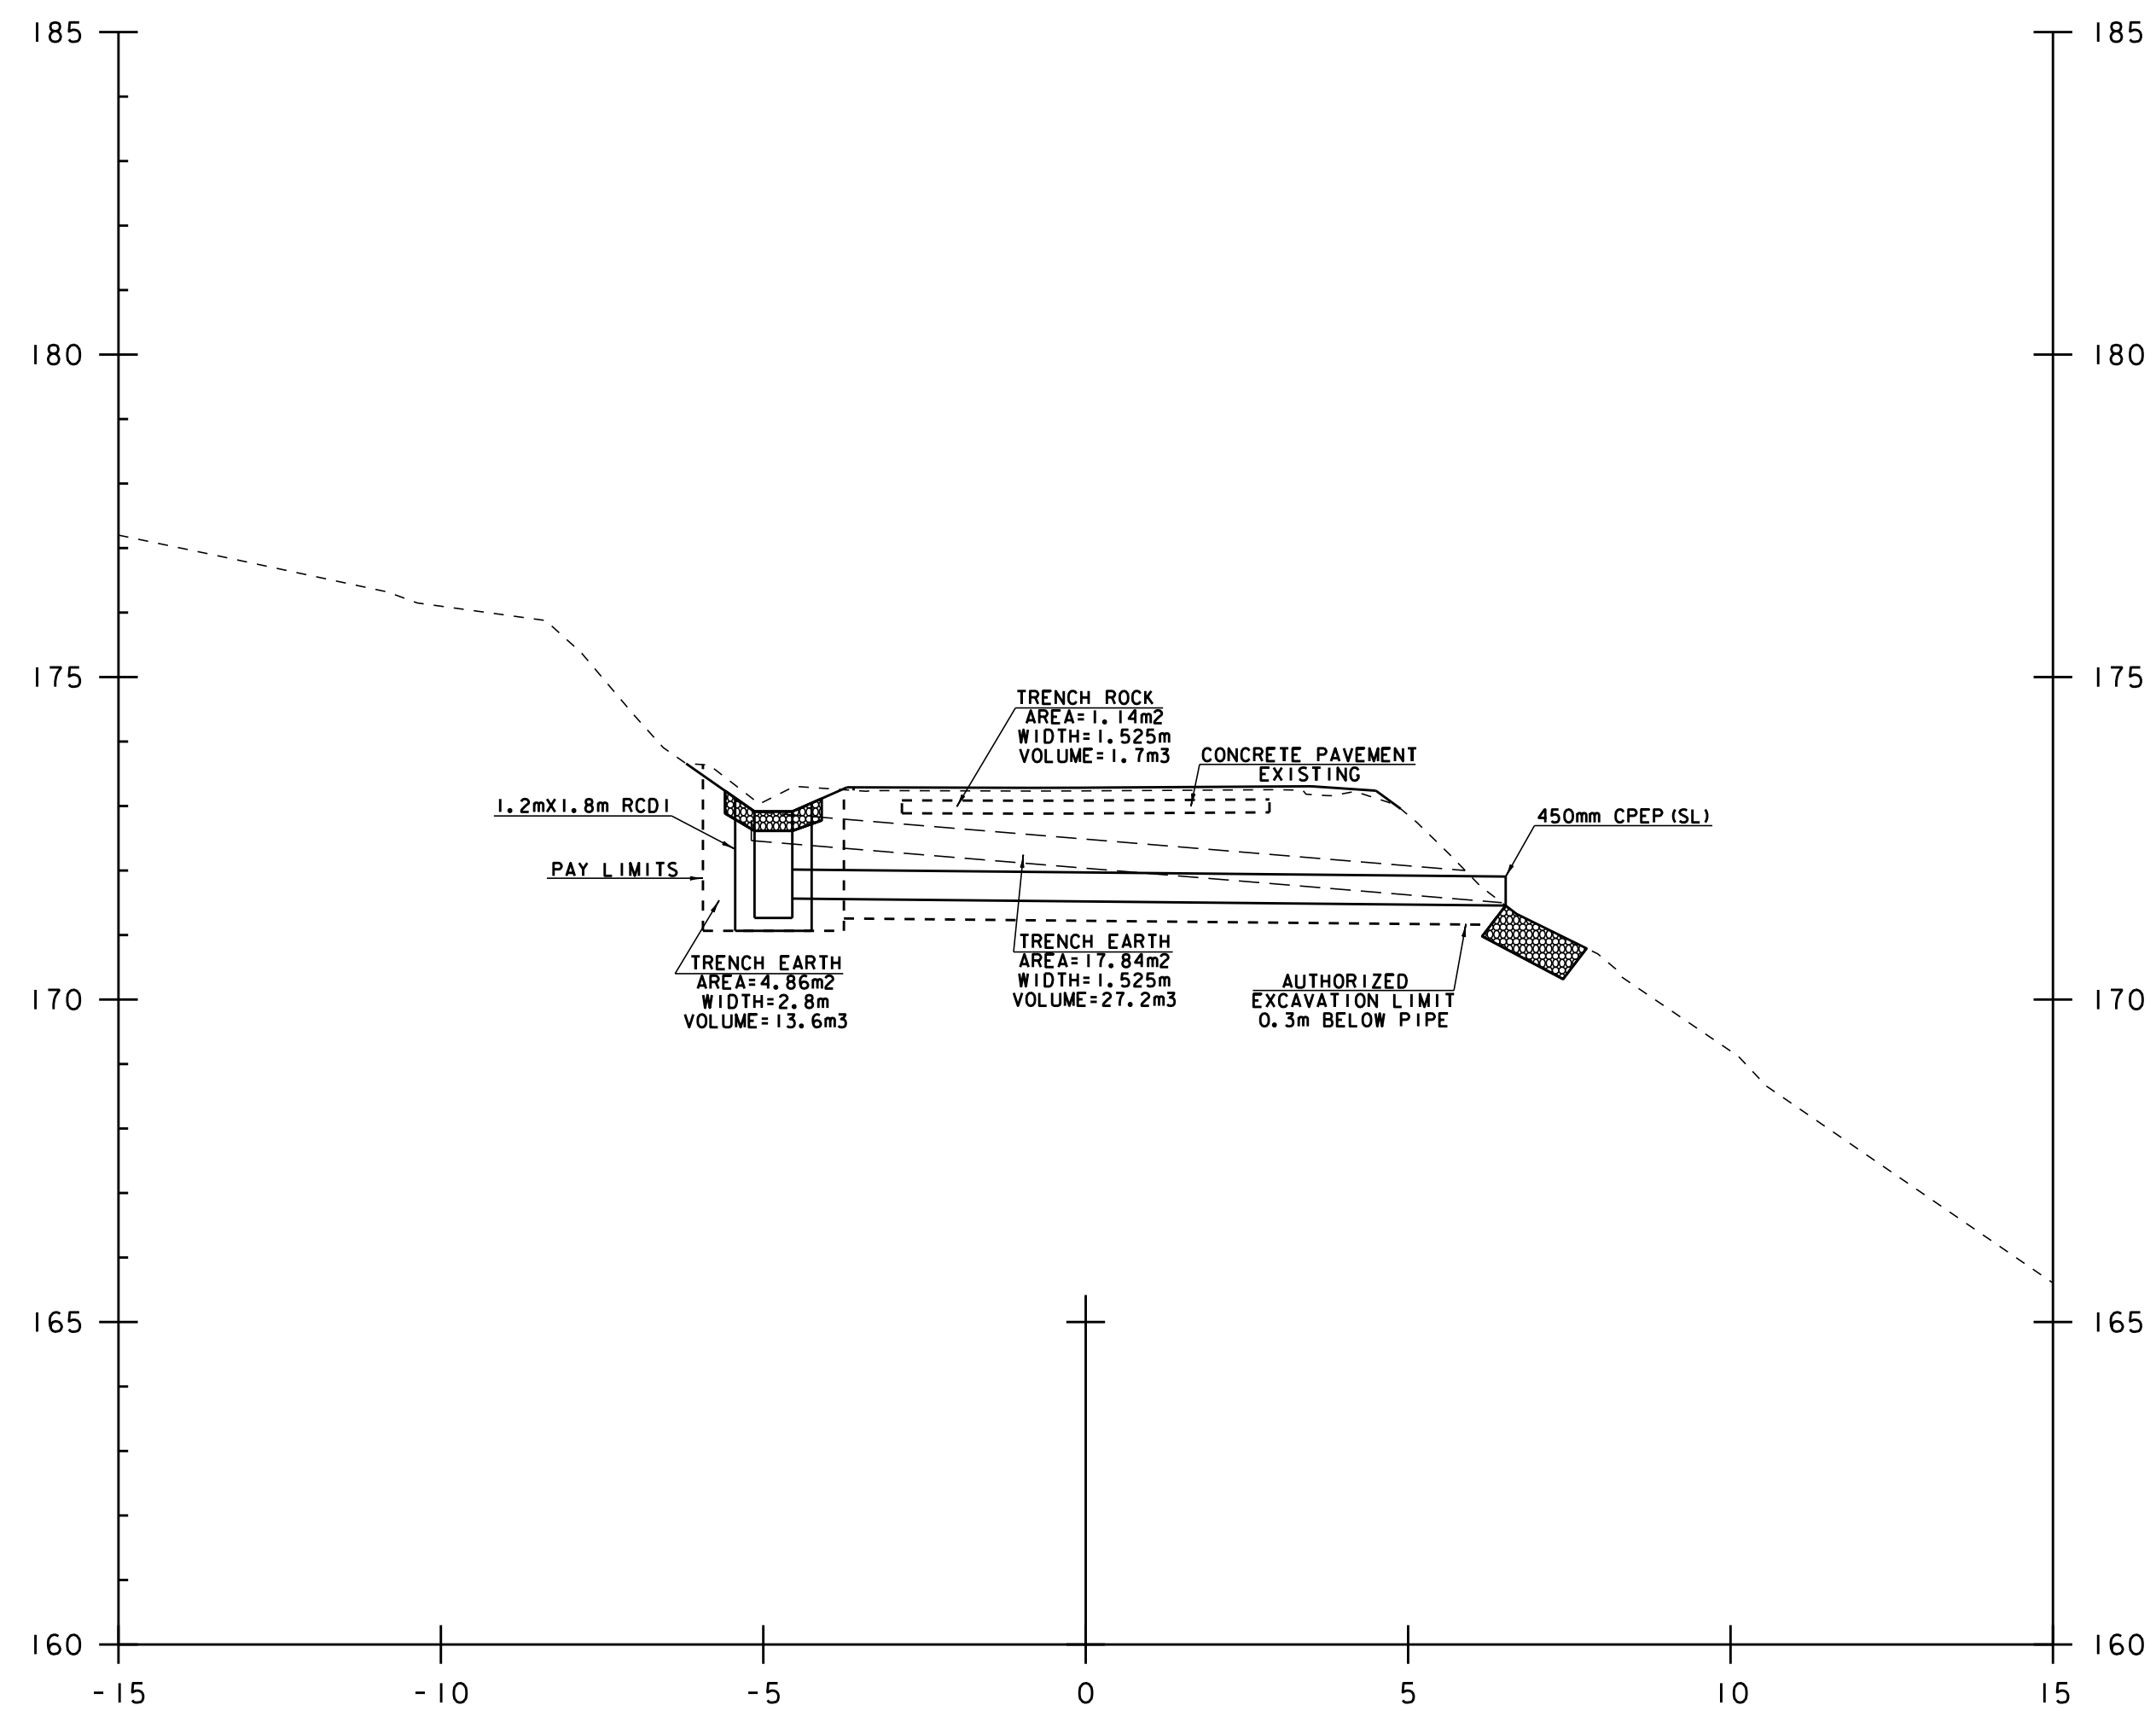 185
185
180
180
175
175
TRENCH ROCK
AREA=1.14m2
WIDTH=1.525m
VOLUME=1.7m3
CONCRETE PAVEMENT
EXISTING
1.2mX1.8m RCDI
450mm CPEP (SL)
PAY LIMITS
TRENCH EARTH
AREA=17.84m2
WIDTH=1.525m
VOLUME=27.2m3
TRENCH EARTH
AREA=4.86m2
WIDTH=2.8m
VOLUME=13.6m3
AUTHORIZED
EXCAVATION LIMIT
0.3m BELOW PIPE
170
170
165
165
160
160
-15 -10 -5 0 5 10 15